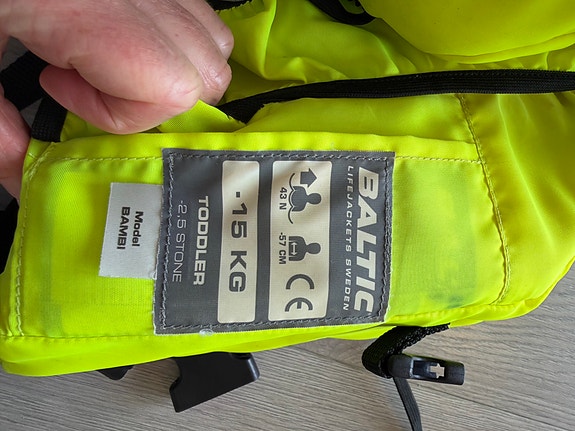 BALTIC
LIFEJACKETS SWEDEN
43 N
-57 CM
CE
-15 KG
TODDLER
-2,5 STONE
Model
BAMBI